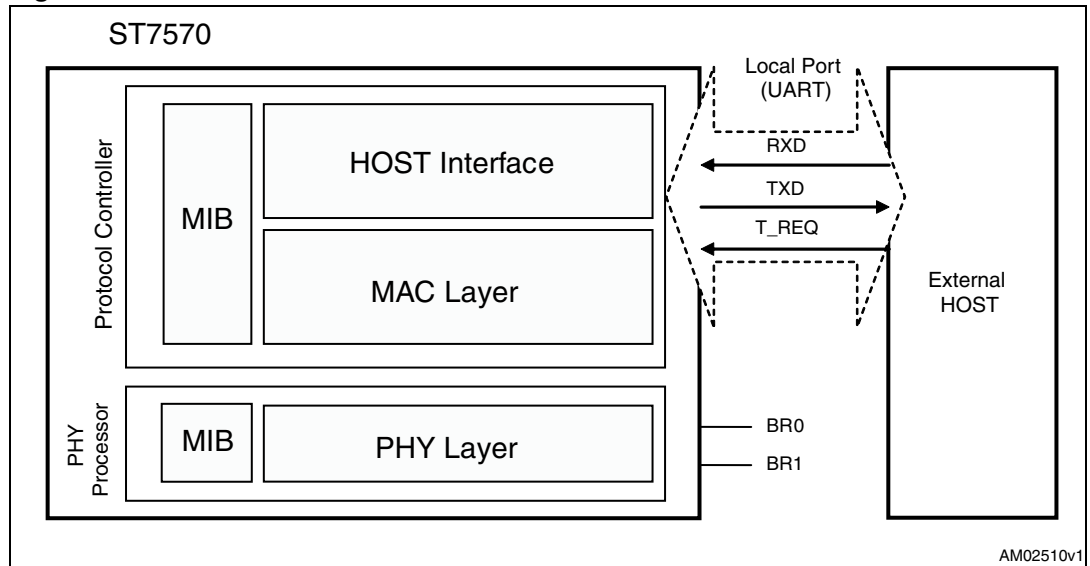 ST7570
Local Port
(UART)
Protocol Controller
MIB
HOST Interface
MAC Layer
RXD
TXD
T_REQ
External
HOST
PHY
Processor
MIB
PHY Layer
BR0
BR1
AM02510v1